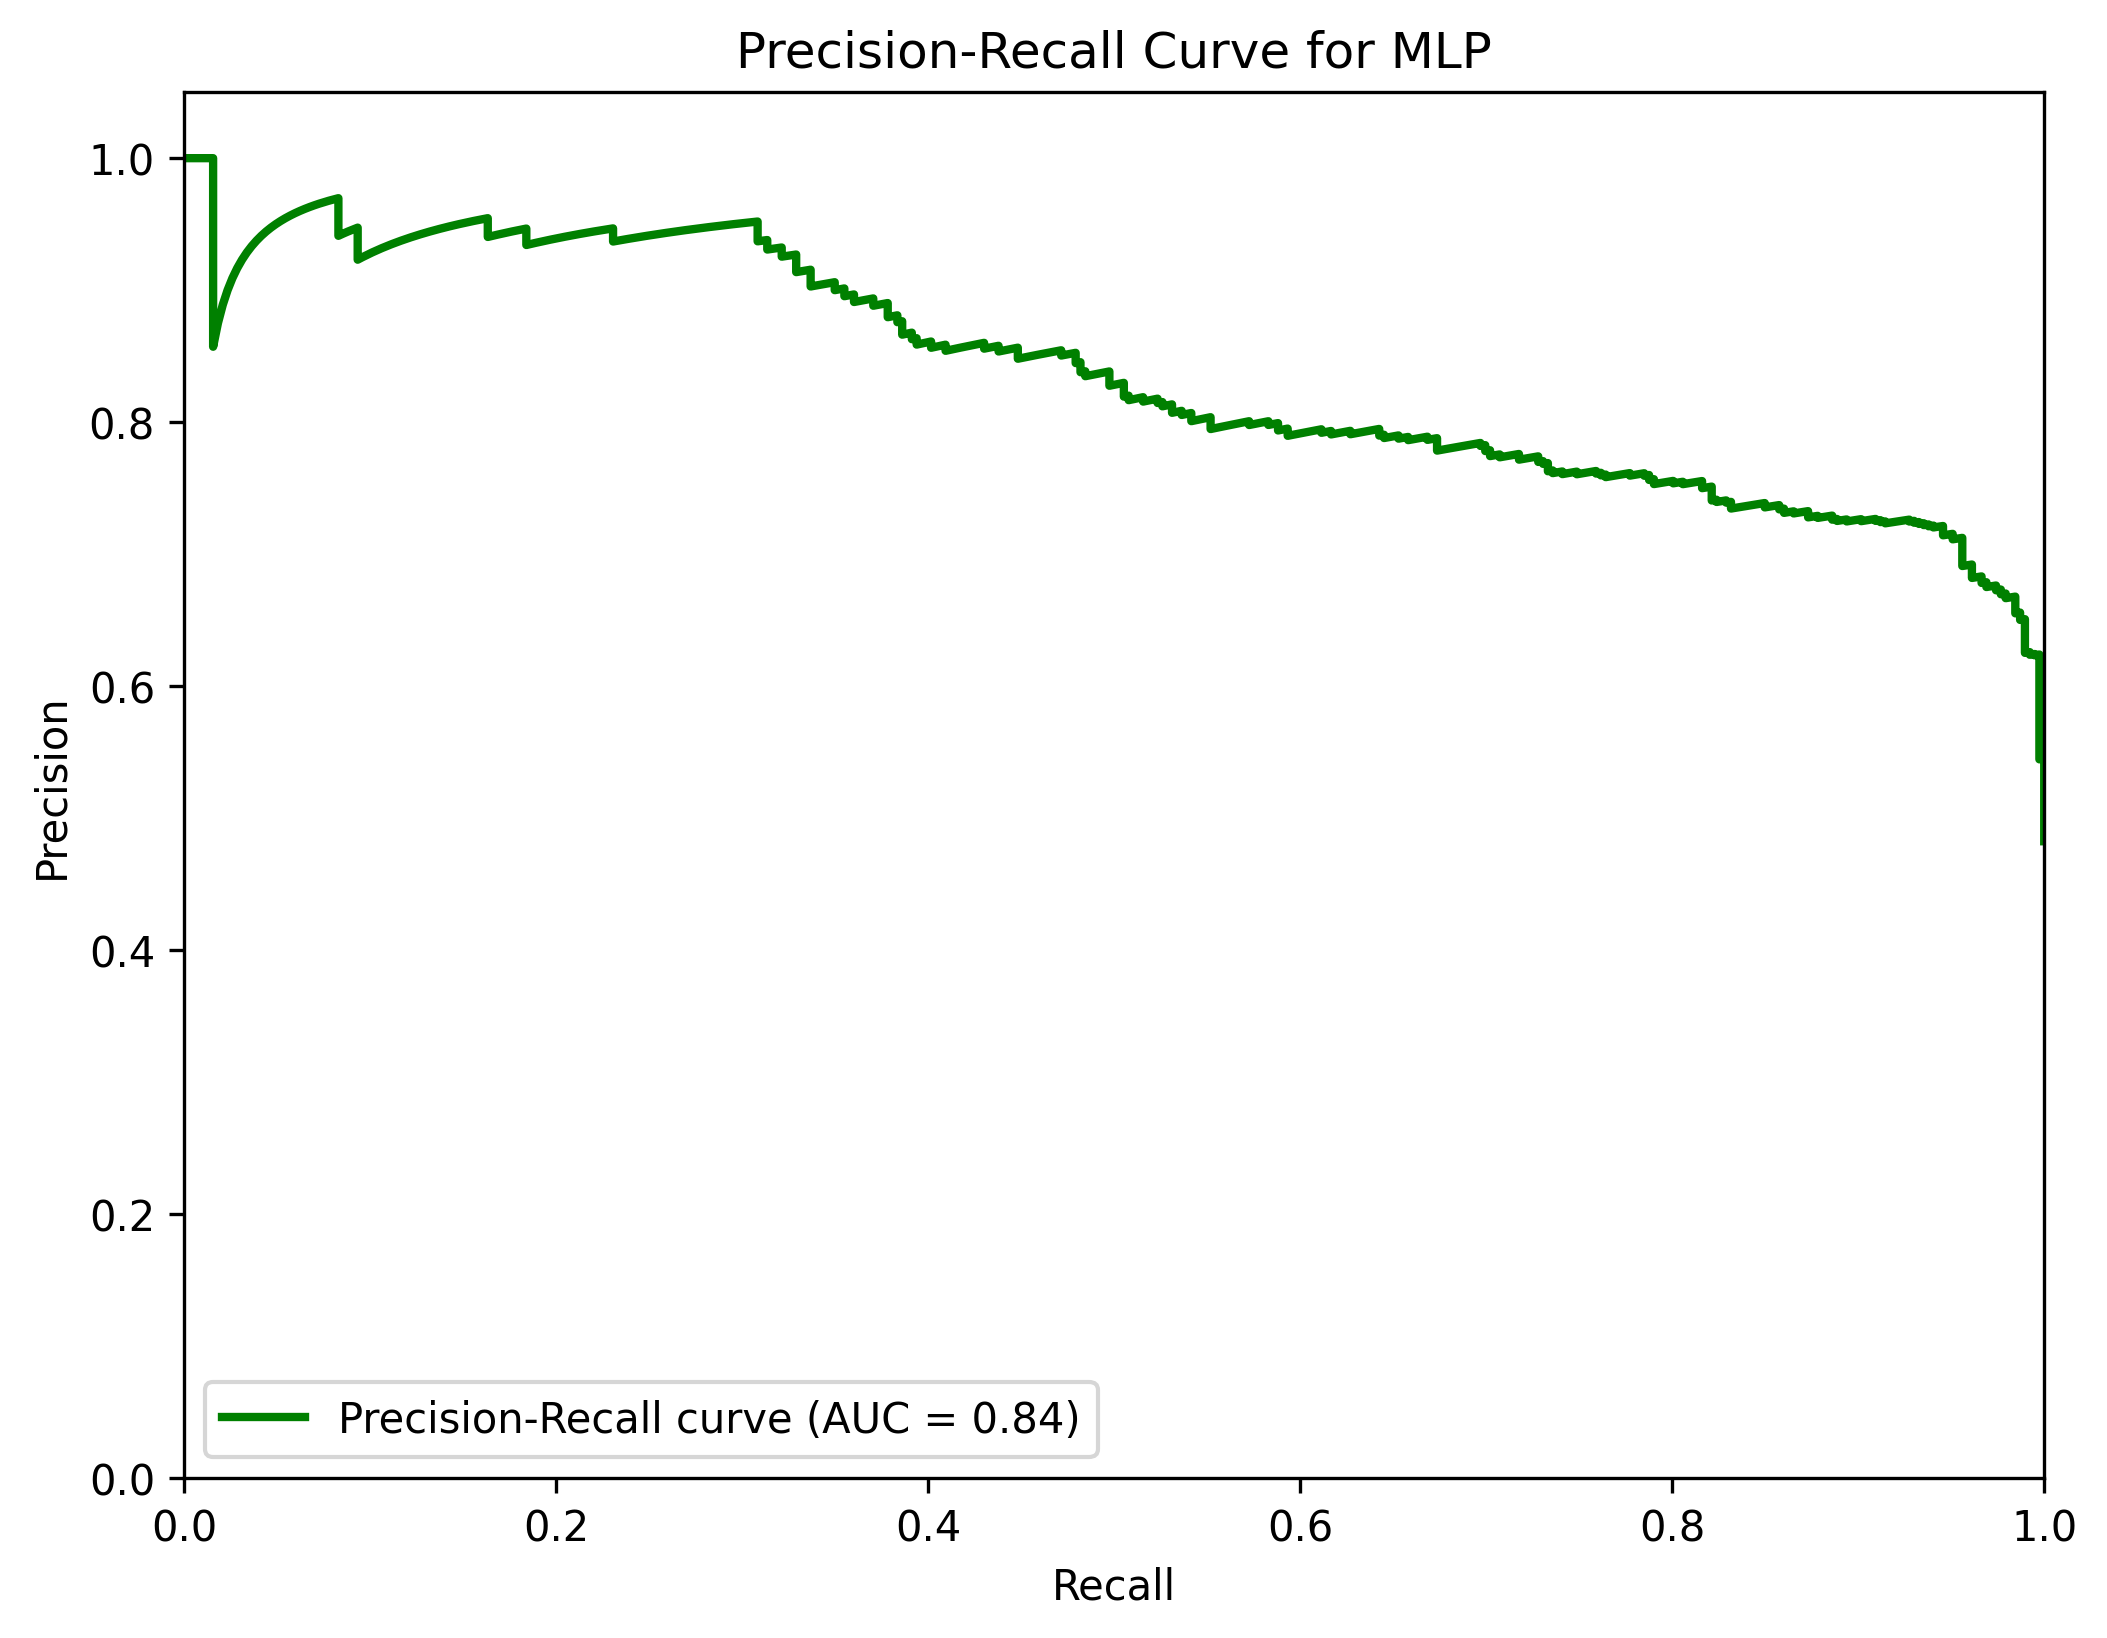 Precision-Recall Curve for MLP
1.0
0.8
0.6
0.4
0.2
0.0
Precision
Precision-Recall curve (AUC = 0.84)
0.0 0.2 0.4 0.6 0.8 1.0
Recall